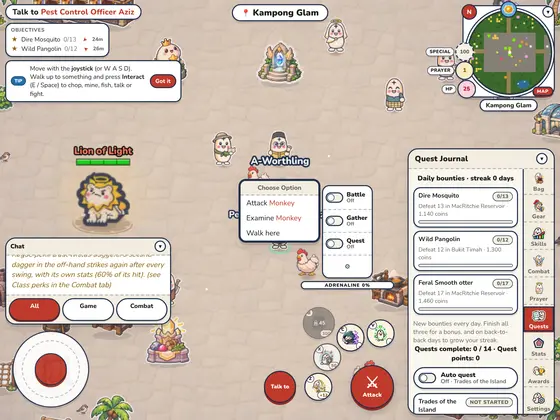 Talk to Pest Control Officer Aziz
Kampong Glam
OBJECTIVES
★ Dire Mosquito 0/13 24m
★ Wild Pangolin 0/12 26m
TIP
Move with the joystick (or W A S D).
Walk up to something and press Interact
(E / Space) to chop, mine, fish, talk or
fight.
Got it
N
SPECIAL 100
PRAYER 1
HP 25
MAP
Kampong Glam
Lion of Light
A-Worthling
Choose Option
Attack Monkey
Examine Monkey
Walk here
Battle
Off
Gather
Off
Quest
Off
ADRENALINE 0%
Chat
dagger in the off-hand strikes again after every
swing, with its own stats (60% of its hit). (see
Class perks in the Combat tab)
All
Game
Combat
Talk to
Attack
Quest Journal
Daily bounties · streak 0 days
Dire Mosquito 0/13
Defeat 13 in MacRitchie Reservoir ·
1,140 coins
Wild Pangolin 0/12
Defeat 12 in Bukit Timah · 1,300
coins
Feral Smooth otter 0/17
Defeat 17 in MacRitchie Reservoir ·
1,460 coins
New bounties every day. Finish all
three for a bonus, and on back-to-
back days to grow your streak.
Quests complete: 0 / 14 · Quest
points: 0
Auto quest
Off · Trades of the Island
Trades of the
Island
NOT STARTED
Bag
Gear
Skills
Combat
Prayer
Quests
Stats
Awards
Settings